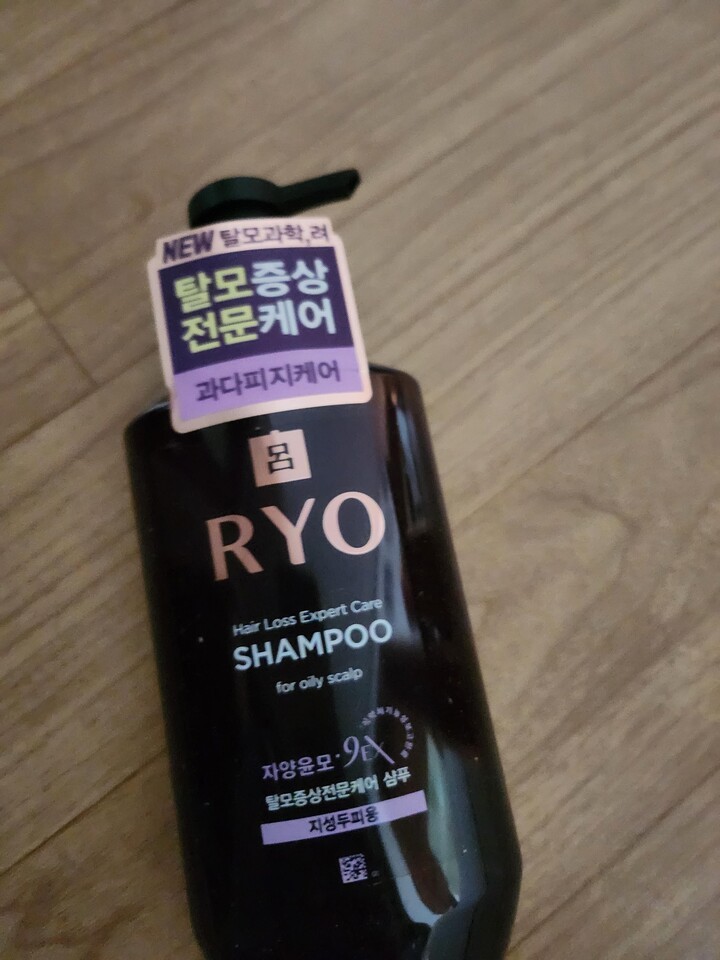 NEW 탈모과학,려
탈모증상
전문케어
과다피지케어
呂
RYO
Hair Loss Expert Care
SHAMPOO
for oily scalp
자양윤모·9EX
탈모증상전문케어 샴푸
지성두피용